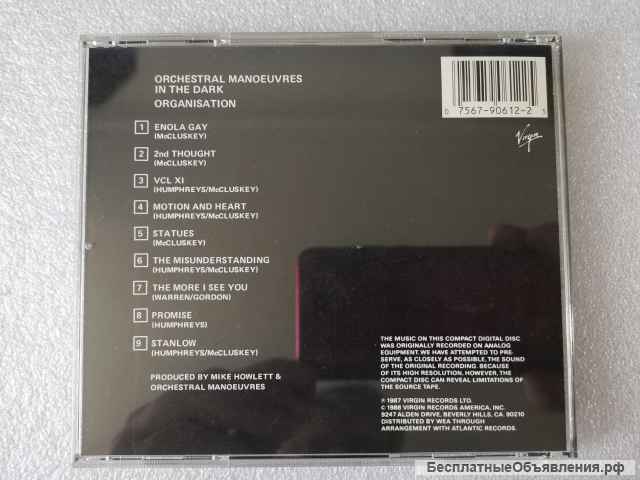 ORCHESTRAL MANOEUVRES
IN THE DARK
ORGANISATION
1 ENOLA GAY
(McCLUSKEY)
2 2nd THOUGHT
(McCLUSKEY)
3 VCL XI
(HUMPHREYS/McCLUSKEY)
4 MOTION AND HEART
(HUMPHREYS/McCLUSKEY)
5 STATUES
(McCLUSKEY)
6 THE MISUNDERSTANDING
(HUMPHREYS/McCLUSKEY)
7 THE MORE I SEE YOU
(WARREN/GORDON)
8 PROMISE
(HUMPHREYS)
9 STANLOW
(HUMPHREYS/McCLUSKEY)
PRODUCED BY MIKE HOWLETT &
ORCHESTRAL MANOEUVRES
0 7567-90612-2
Virgin
THE MUSIC ON THIS COMPACT DIGITAL DISC
WAS ORIGINALLY RECORDED ON ANALOG
EQUIPMENT. WE HAVE ATTEMPTED TO PRE-
SERVE, AS CLOSELY AS POSSIBLE, THE SOUND
OF THE ORIGINAL RECORDING. BECAUSE
OF ITS HIGH RESOLUTION, HOWEVER, THE
COMPACT DISC CAN REVEAL LIMITATIONS OF
THE SOURCE TAPE.
℗ 1987 VIRGIN RECORDS LTD.
© 1988 VIRGIN RECORDS AMERICA, INC.
9247 ALDEN DRIVE, BEVERLY HILLS, CA. 90210
DISTRIBUTED BY WEA THROUGH
ARRANGEMENT WITH ATLANTIC RECORDS.
БесплатныеОбъявления.рф